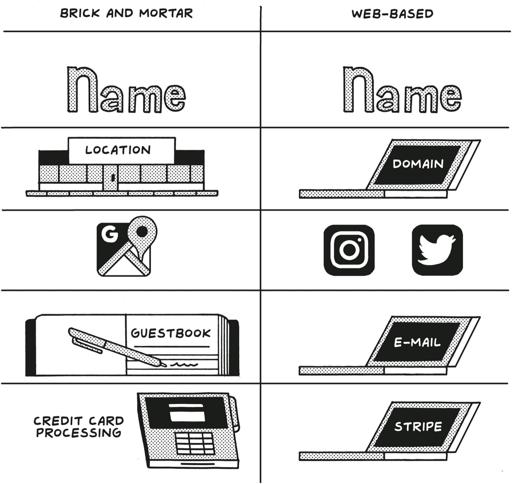 BRICK AND MORTAR
WEB-BASED
Name
Name
LOCATION
DOMAIN
G
GUESTBOOK
E-MAIL
CREDIT CARD
PROCESSING
STRIPE